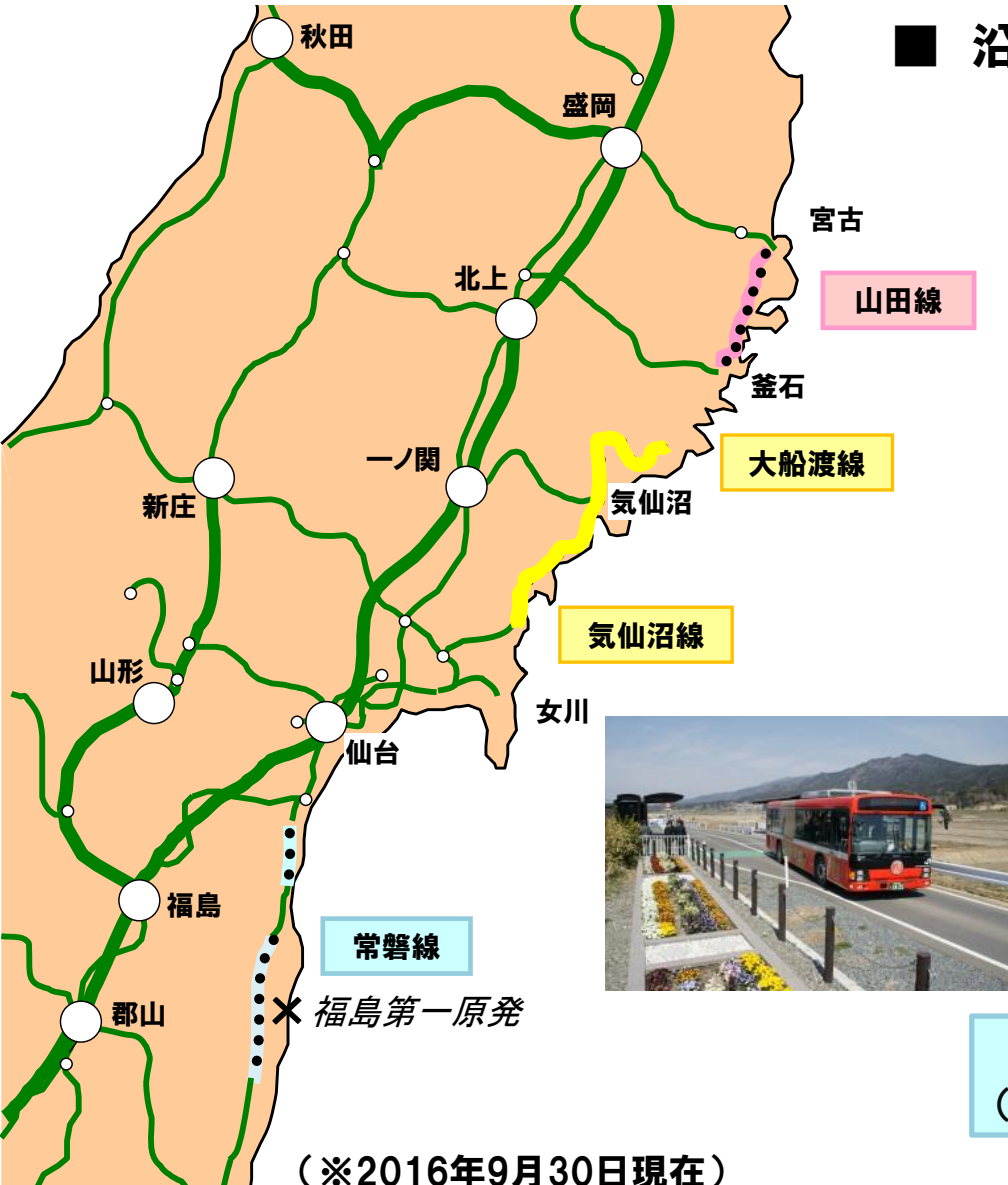 ■ 沿
秋田
盛岡
宮古
北上
山田線
釜石
一ノ関
大船渡線
新庄
気仙沼
気仙沼線
山形
女川
仙台
福島
常磐線
郡山
福島第一原発
（
（※2016年9月30日現在）